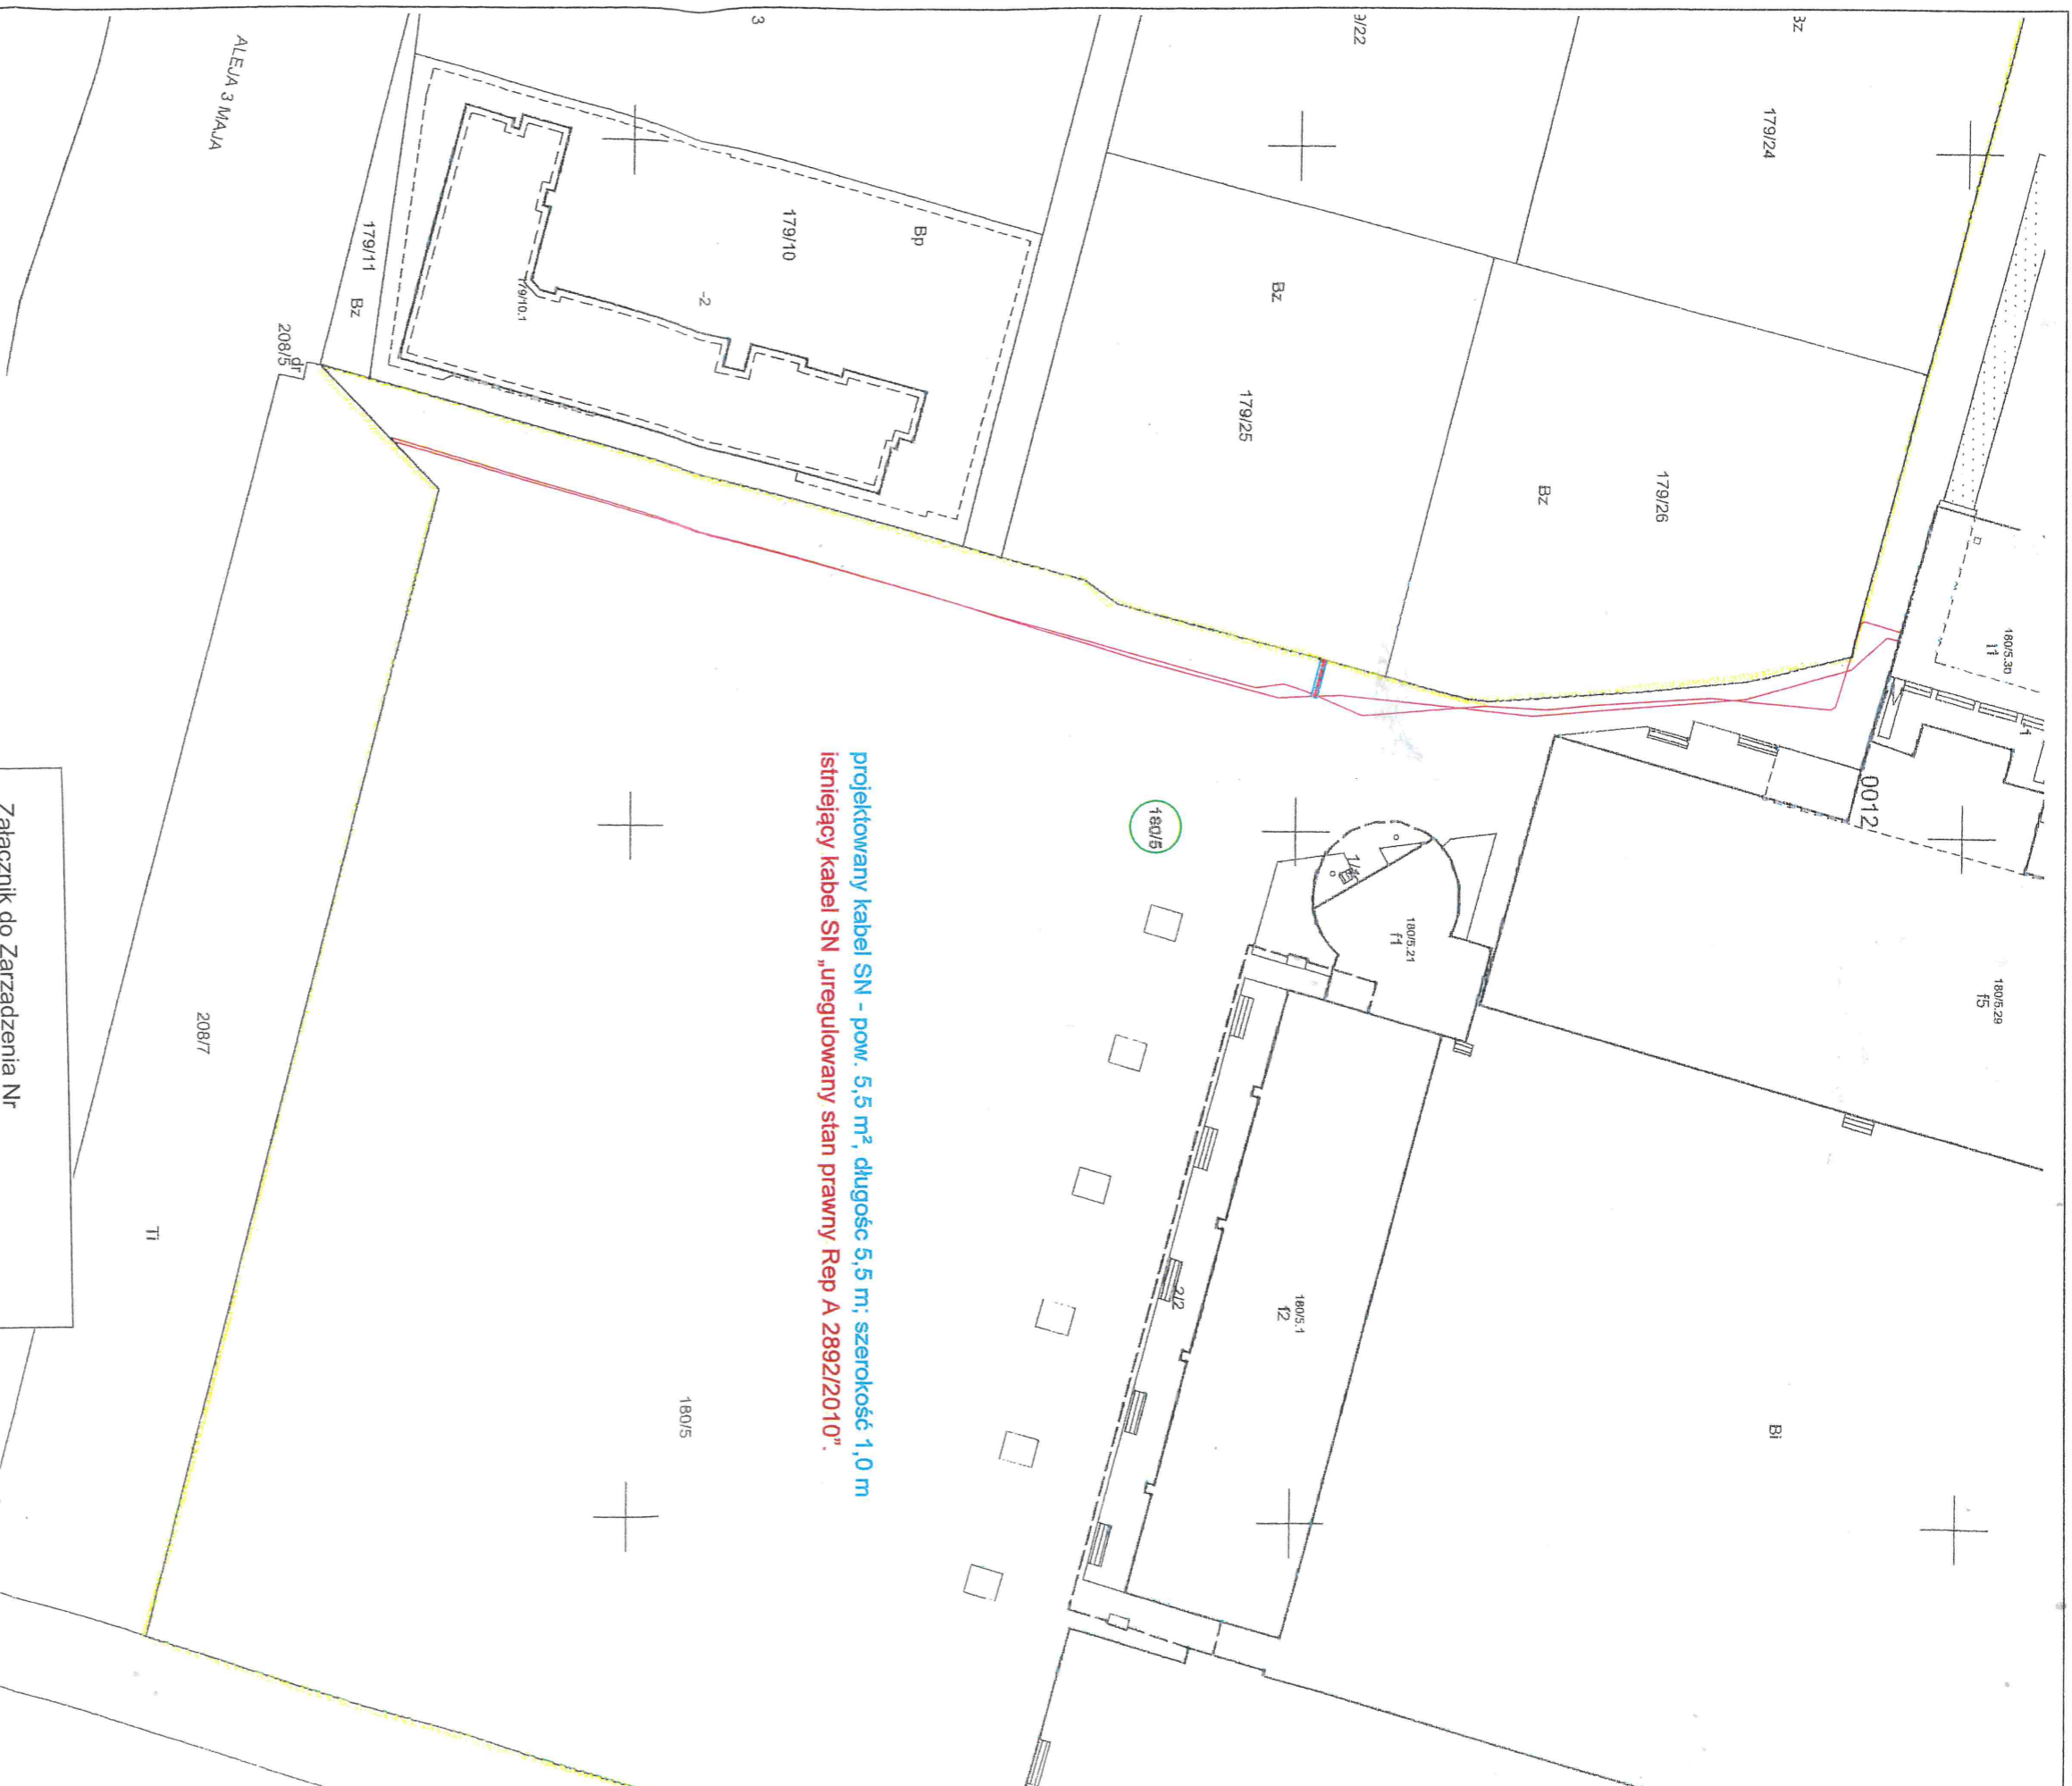 3z
9/22
3
179/24
ALEJA 3 MAJA
179/10
Bp
179/11
Bz
-2
179/10.1
208/5
dr
Bz
179/25
Bz
179/26
180/5.30
i1
0012
180/5
1/1
180/5.21
f1
180/5.29
f5
projektowany kabel SN - pow. 5,5 m², długośc 5,5 m; szerokość 1,0 m
istniejący kabel SN „uregulowany stan prawny Rep A 2892/2010”.
208/7
Ti
180/5
2/2
180/5.1
f2
Bi
Załącznik do Zarządzenia Nr